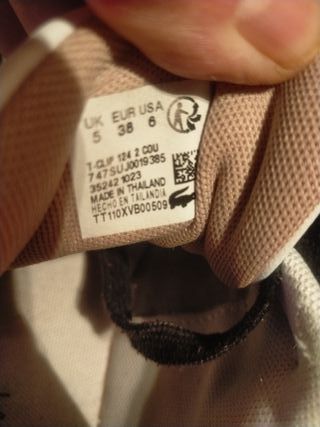 UK EUR USA
5 38 6
T-CLIP 124 2 COU
747SUJ0019385
35242 1023
MADE IN THAILAND
HECHO EN TAILANDIA
TT110XVB00509